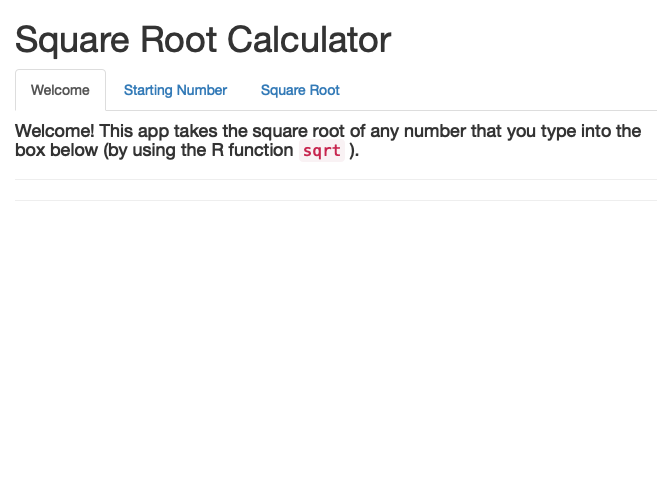 Square Root Calculator
Welcome Starting Number Square Root
Welcome! This app takes the square root of any number that you type into the
box below (by using the R function sqrt ).